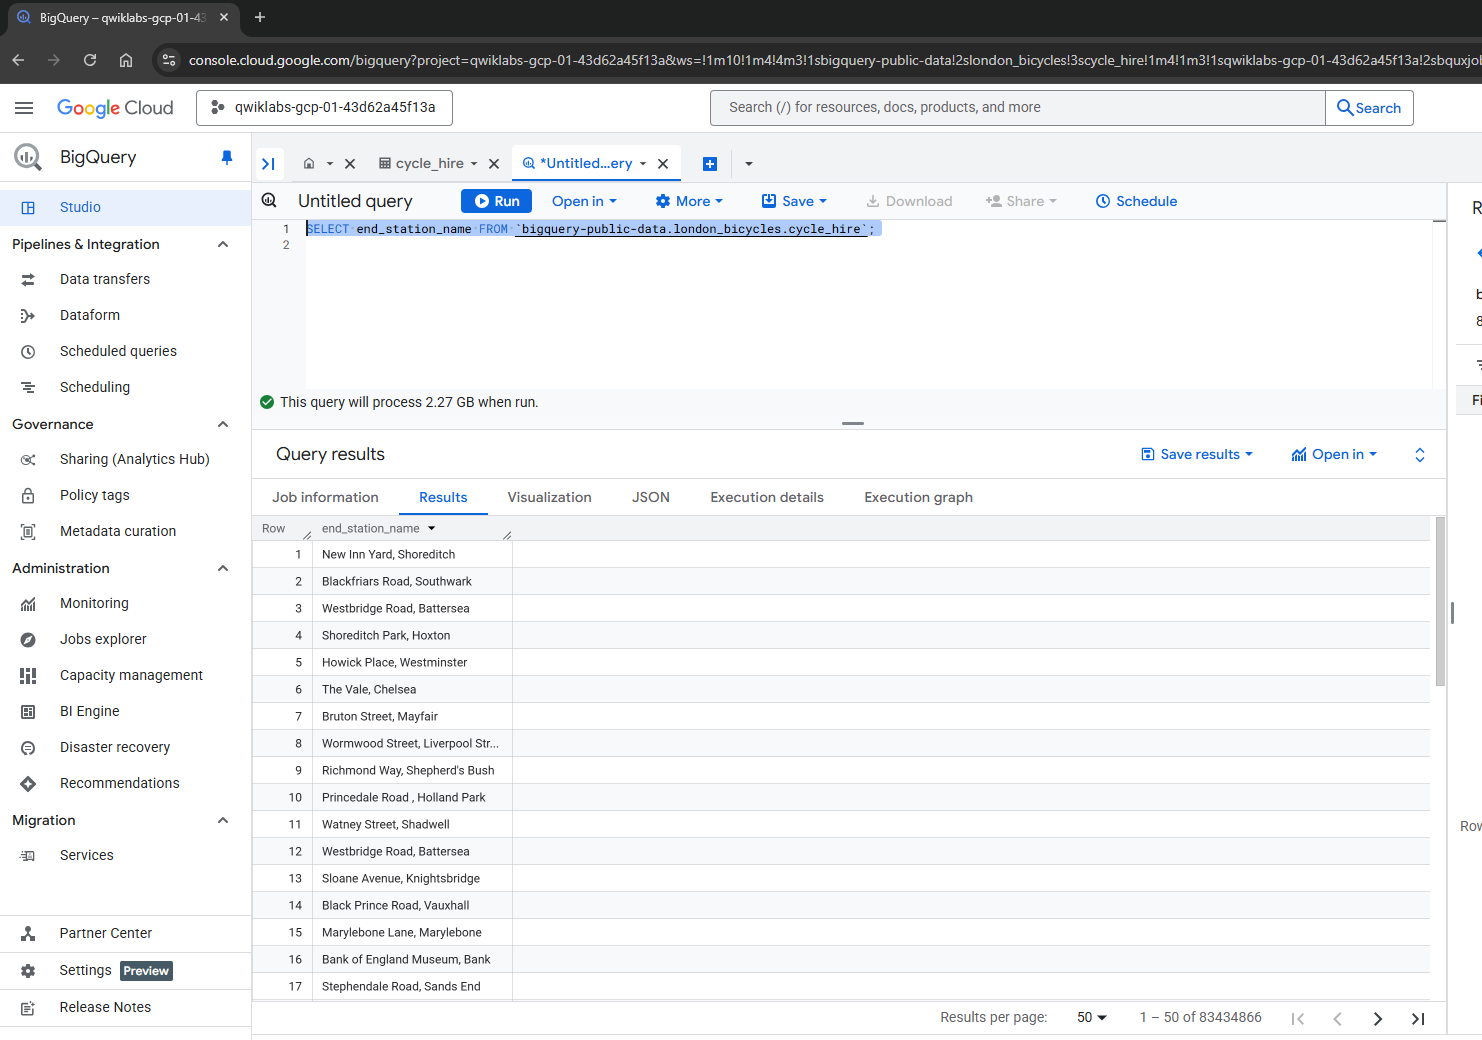 BigQuery – qwiklabs-gcp-01-43
console.cloud.google.com/bigquery?project=qwiklabs-gcp-01-43d62a45f13a&ws=!1m10!1m4!4m3!1sbigquery-public-data!2slondon_bicycles!3scycle_hire!1m4!1m3!1sqwiklabs-gcp-01-43d62a45f13a!2sbquxjob
Google Cloud
qwiklabs-gcp-01-43d62a45f13a
Search (/) for resources, docs, products, and more
Search
BigQuery
cycle_hire
*Untitled...ery
Studio
Untitled query
Run
Open in
More
Save
Download
Share
Schedule
1 SELECT end_station_name FROM `bigquery-public-data.london_bicycles.cycle_hire`;
2
Pipelines & Integration
Data transfers
Dataform
Scheduled queries
Scheduling
This query will process 2.27 GB when run.
Governance
Sharing (Analytics Hub)
Policy tags
Metadata curation
Administration
Monitoring
Jobs explorer
Capacity management
BI Engine
Disaster recovery
Recommendations
Migration
Services
Partner Center
Settings Preview
Release Notes
Query results
Save results
Open in
Job information
Results
Visualization
JSON
Execution details
Execution graph
Row end_station_name
1 New Inn Yard, Shoreditch
2 Blackfriars Road, Southwark
3 Westbridge Road, Battersea
4 Shoreditch Park, Hoxton
5 Howick Place, Westminster
6 The Vale, Chelsea
7 Bruton Street, Mayfair
8 Wormwood Street, Liverpool Str...
9 Richmond Way, Shepherd's Bush
10 Princedale Road , Holland Park
11 Watney Street, Shadwell
12 Westbridge Road, Battersea
13 Sloane Avenue, Knightsbridge
14 Black Prince Road, Vauxhall
15 Marylebone Lane, Marylebone
16 Bank of England Museum, Bank
17 Stephendale Road, Sands End
Results per page: 50 1 – 50 of 83434866